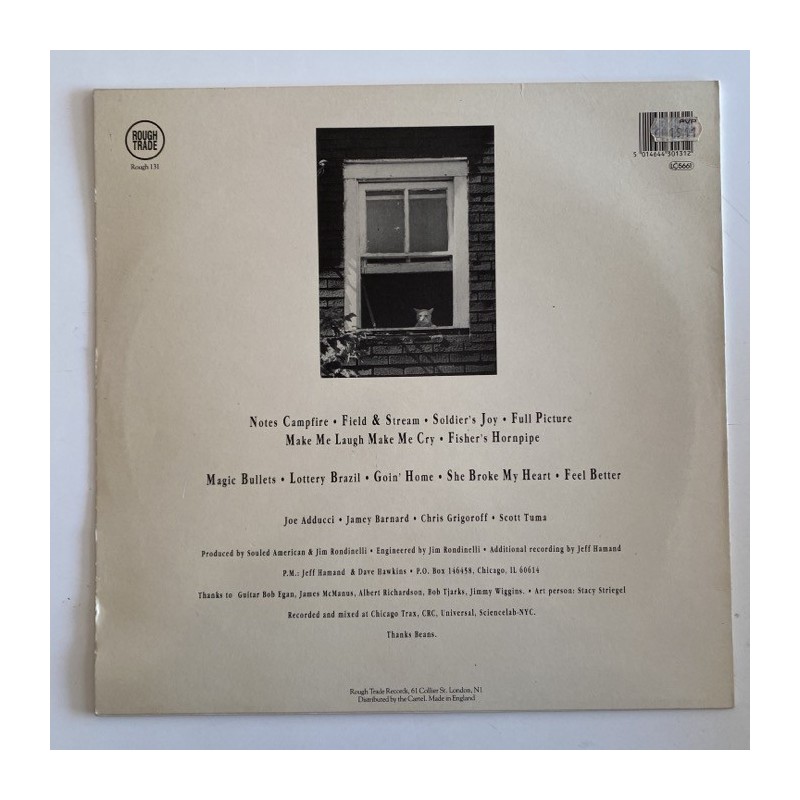 ROUGH
TRADE
Rough 131
5 014644 301312
LC5661
Notes Campfire • Field & Stream • Soldier's Joy • Full Picture
Make Me Laugh Make Me Cry • Fisher's Hornpipe
Magic Bullets • Lottery Brazil • Goin' Home • She Broke My Heart • Feel Better
Joe Adducci • Jamey Barnard • Chris Grigoroff • Scott Tuma
Produced by Souled American & Jim Rondinelli • Engineered by Jim Rondinelli • Additional recording by Jeff Hamand
P.M.: Jeff Hamand & Dave Hawkins • P.O. Box 146458, Chicago, IL 60614
Thanks to Guitar Bob Egan, James McManus, Albert Richardson, Bob Tjarks, Jimmy Wiggins. • Art person: Stacy Striegel
Recorded and mixed at Chicago Trax, CRC, Universal, Sciencelab-NYC.
Thanks Beans.
Rough Trade Records, 61 Collier St. London, N1
Distributed by the Cartel. Made in England